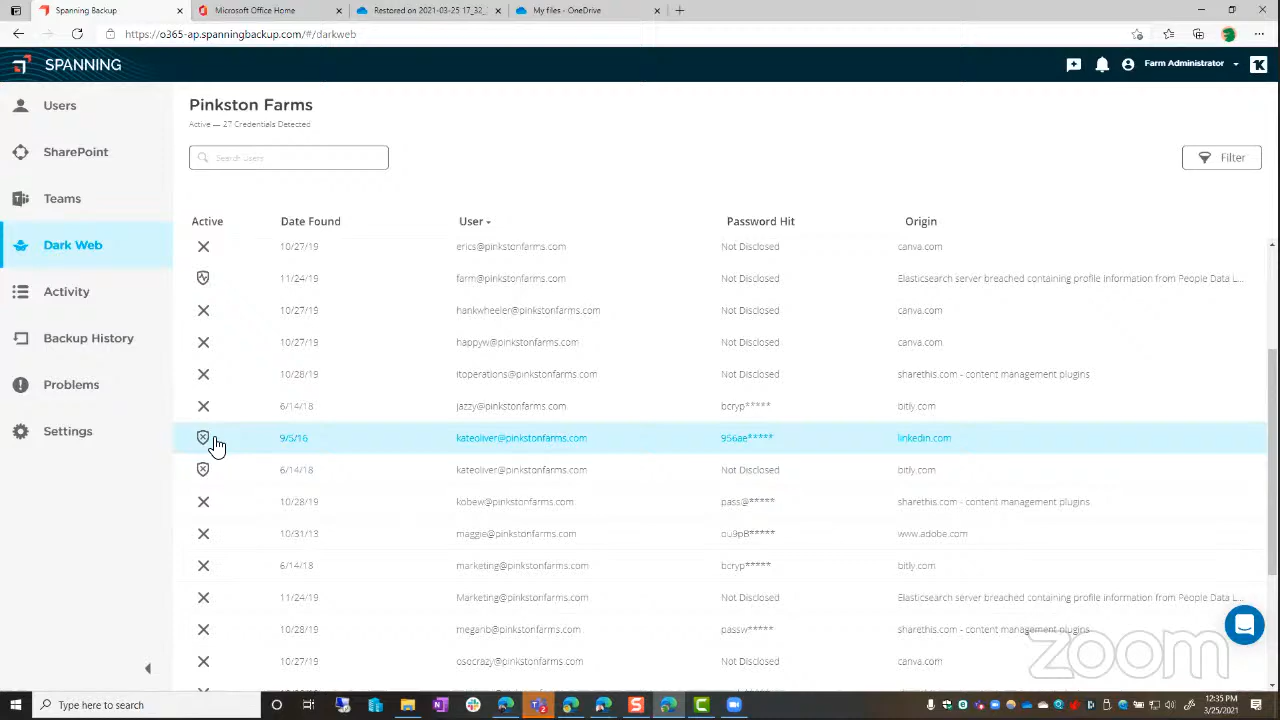 Spanning Backup
Microsoft Office Home
Restored on 2021-03-25 17_32_
My files - OneDrive
https://o365-ap.spanningbackup.com/#/darkweb
SPANNING
Farm Administrator
Users
SharePoint
Teams
Dark Web
Activity
Backup History
Problems
Settings
Pinkston Farms
Active — 27 Credentials Detected
Search users
Filter
Active Date Found User Password Hit Origin
10/27/19 erics@pinkstonfarms.com Not Disclosed canva.com
11/24/19 farm@pinkstonfarms.com Not Disclosed Elasticsearch server breached containing profile information from People Data L...
10/27/19 hankwheeler@pinkstonfarms.com Not Disclosed canva.com
10/27/19 happyw@pinkstonfarms.com Not Disclosed canva.com
10/28/19 itoperations@pinkstonfarms.com Not Disclosed sharethis.com - content management plugins
6/14/18 jazzy@pinkstonfarms.com bcryp***** bitly.com
9/5/16 kateoliver@pinkstonfarms.com 956ae***** linkedin.com
6/14/18 kateoliver@pinkstonfarms.com Not Disclosed bitly.com
10/28/19 kobew@pinkstonfarms.com pass@***** sharethis.com - content management plugins
10/31/13 maggie@pinkstonfarms.com ou9pB***** www.adobe.com
6/14/18 marketing@pinkstonfarms.com bcryp***** bitly.com
11/24/19 Marketing@pinkstonfarms.com Not Disclosed Elasticsearch server breached containing profile information from People Data L...
10/28/19 meganb@pinkstonfarms.com passw***** sharethis.com - content management plugins
10/27/19 osocrazy@pinkstonfarms.com Not Disclosed canva.com
zoom
Type here to search
12:35 PM
3/25/2021